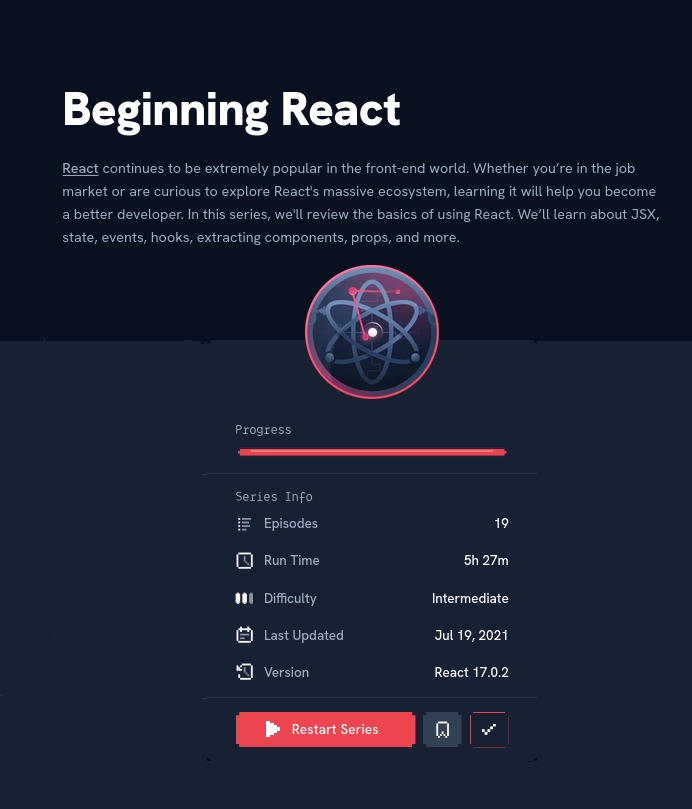 Beginning React
React continues to be extremely popular in the front-end world. Whether you’re in the job
market or are curious to explore React's massive ecosystem, learning it will help you become
a better developer. In this series, we'll review the basics of using React. We’ll learn about JSX,
state, events, hooks, extracting components, props, and more.
Progress
Series Info
Episodes 19
Run Time 5h 27m
Difficulty Intermediate
Last Updated Jul 19, 2021
Version React 17.0.2
Restart Series